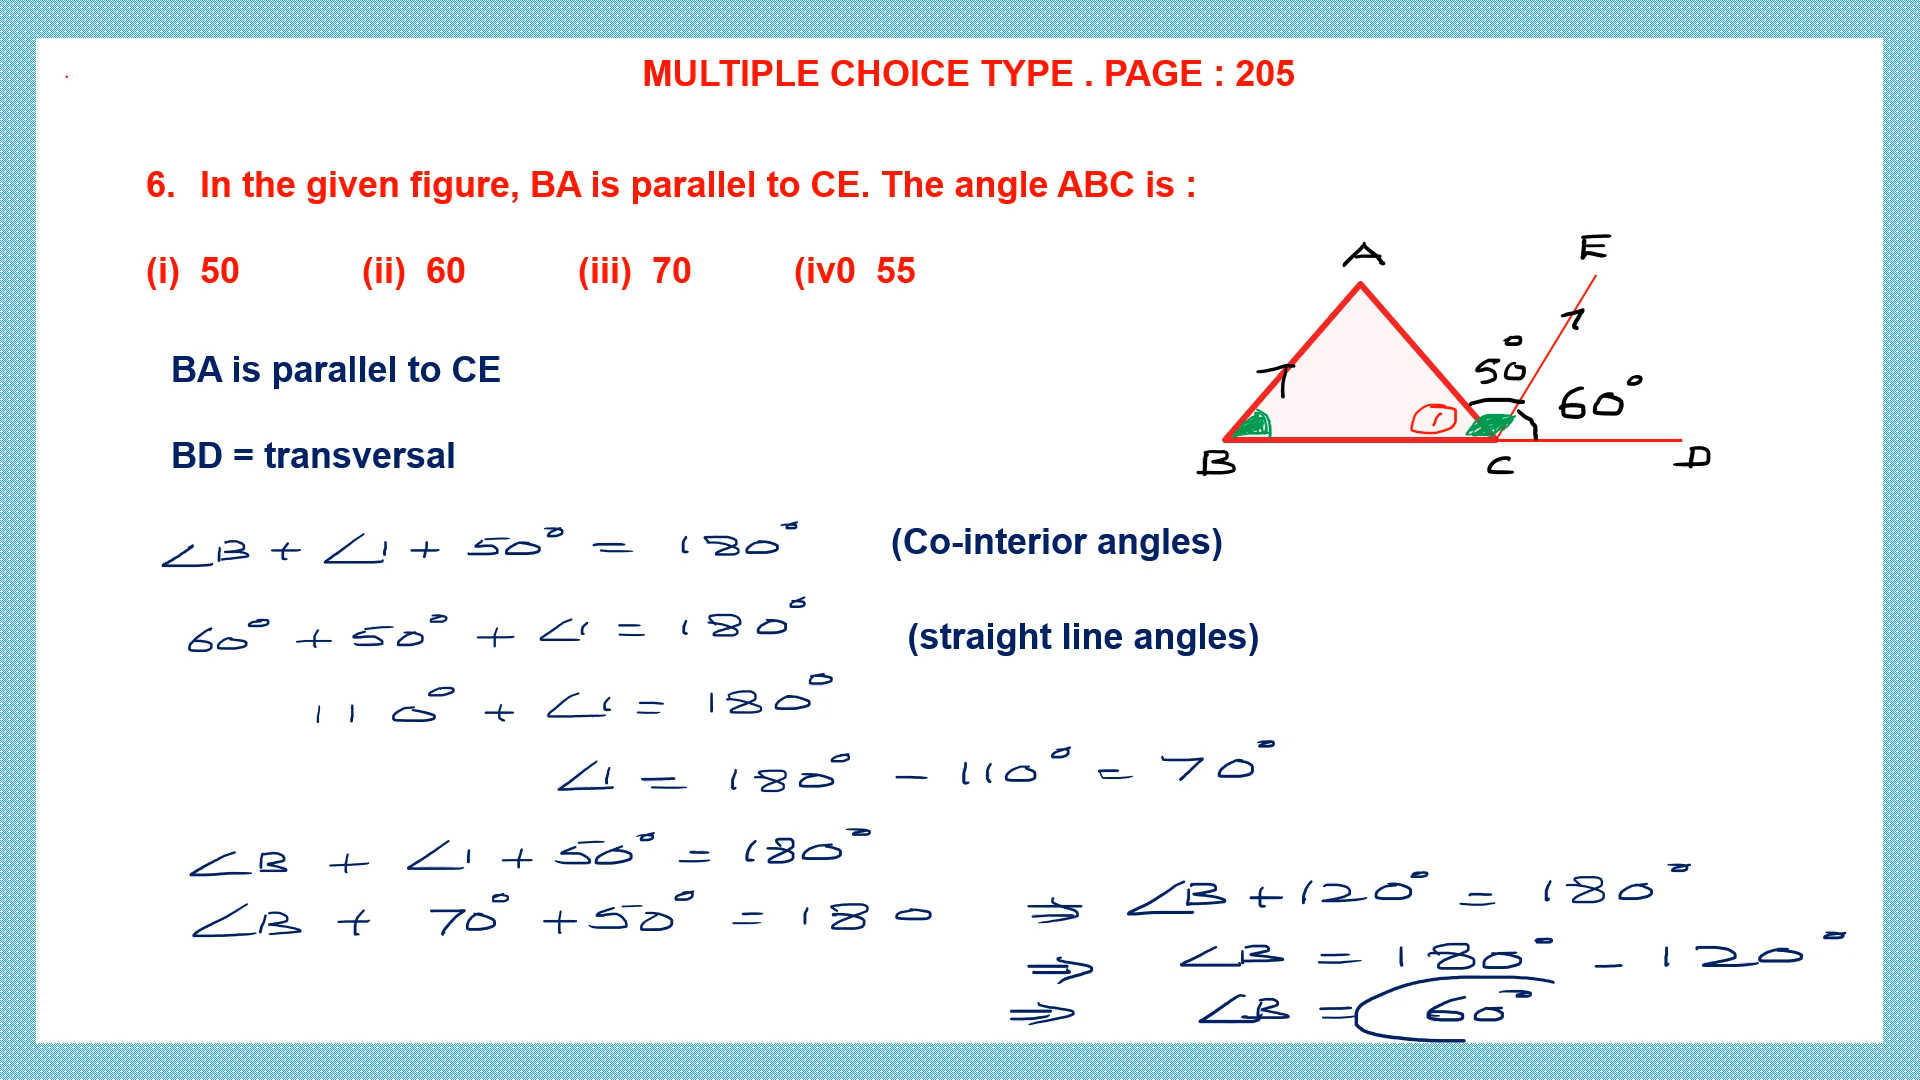 MULTIPLE CHOICE TYPE . PAGE : 205
6. In the given figure, BA is parallel to CE. The angle ABC is :
(i) 50 (ii) 60 (iii) 70 (iv0 55
A
E
50°
60°
1
B
C
D
BA is parallel to CE
BD = transversal
∠B + ∠1 + 50° = 180° (Co-interior angles)
60° + 50° + ∠1 = 180° (straight line angles)
110° + ∠1 = 180°
∠1 = 180° - 110° = 70°
∠B + ∠1 + 50° = 180°
∠B + 70° + 50° = 180
⇒ ∠B + 120° = 180°
⇒ ∠B = 180° - 120°
⇒ ∠B = 60°